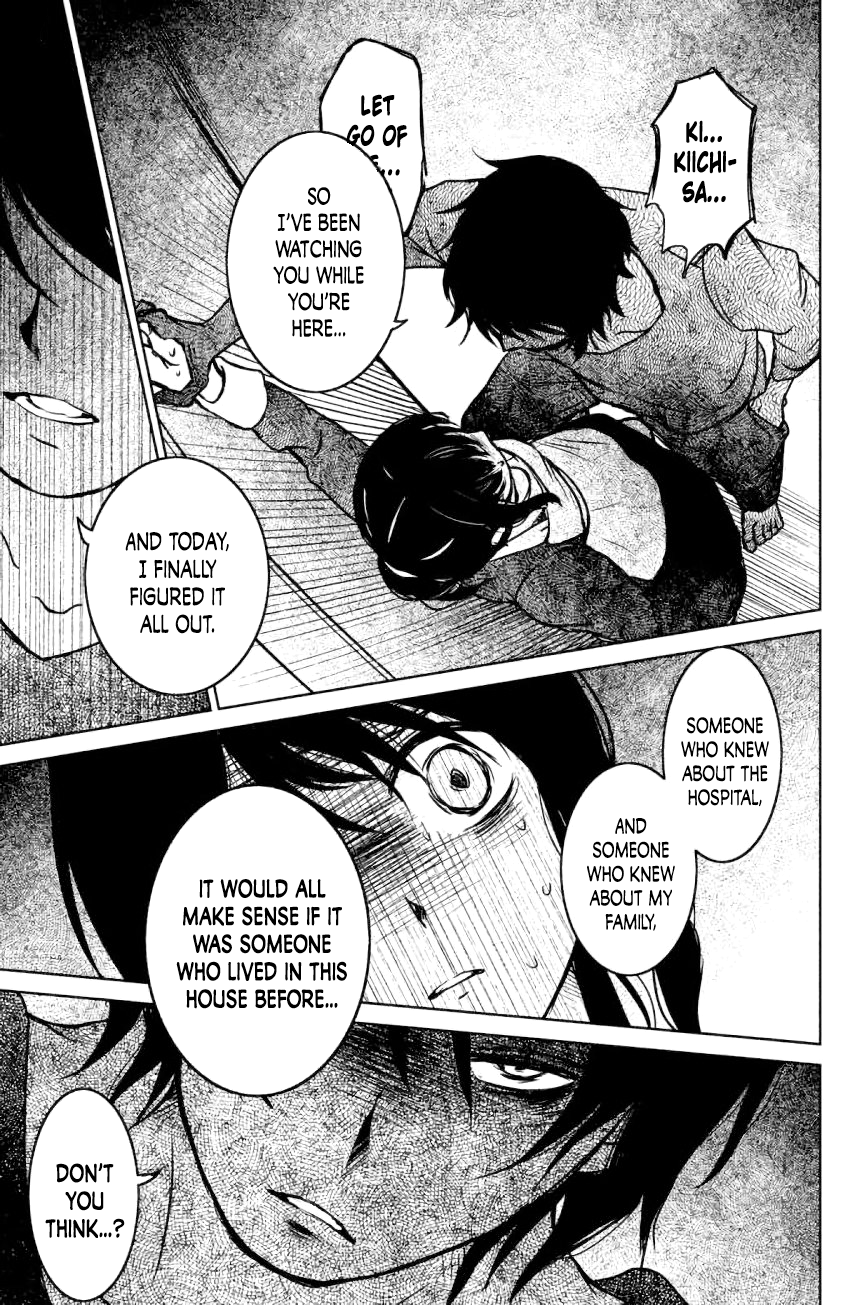 KI...
KIICHI-
SA...
LET
GO OF
SO
I'VE BEEN
WATCHING
YOU WHILE
YOU'RE
HERE...
AND TODAY,
I FINALLY
FIGURED IT
ALL OUT.
SOMEONE
WHO KNEW
ABOUT THE
HOSPITAL,
AND
SOMEONE
WHO KNEW
ABOUT MY
FAMILY,
IT WOULD ALL
MAKE SENSE IF IT
WAS SOMEONE
WHO LIVED IN THIS
HOUSE BEFORE...
DON'T
YOU
THINK...?